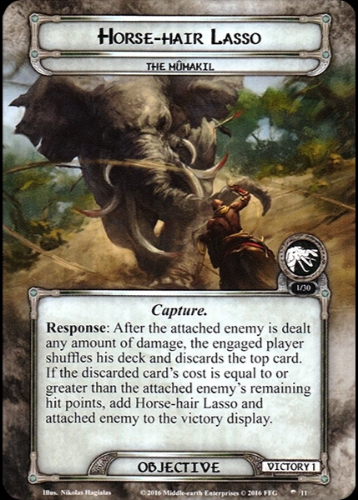 Horse-hair Lasso
The Mûmakil
1/30
Capture.
Response: After the attached enemy is dealt
any amount of damage, the engaged player
shuffles his deck and discards the top card.
If the discarded card's cost is equal to or
greater than the attached enemy's remaining
hit points, add Horse-hair Lasso and
attached enemy to the victory display.
Objective
Victory 1
Illus. Nikolas Hagialas
©2016 Middle-earth Enterprises © 2016 FFG
11